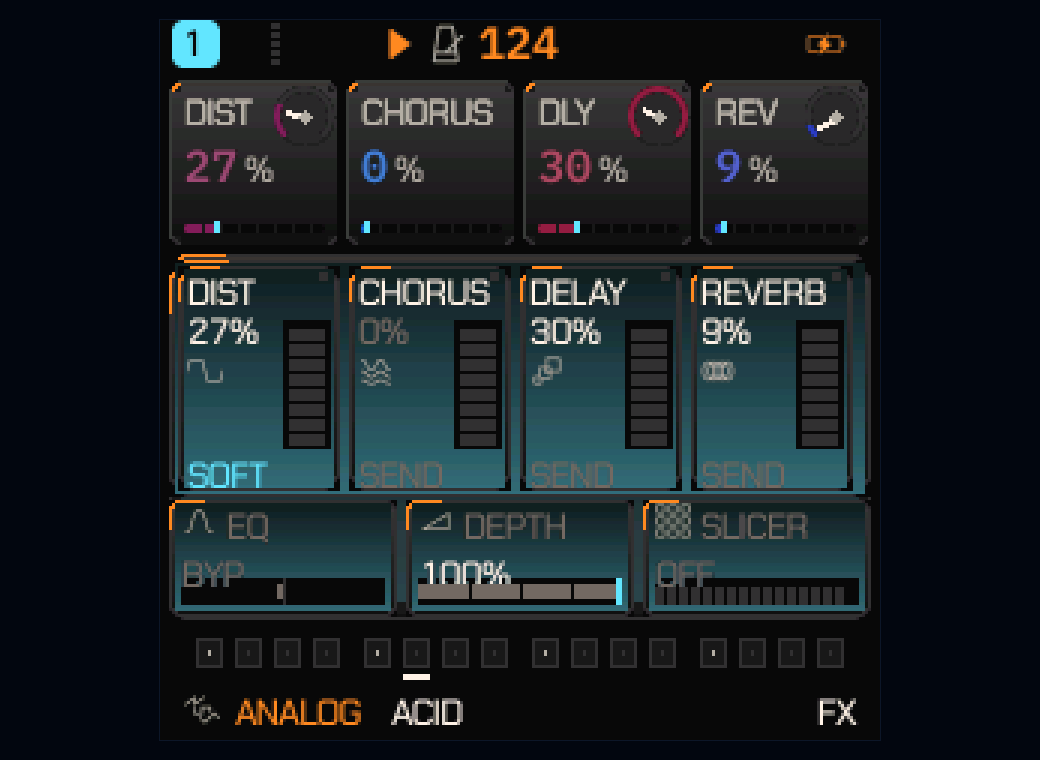 1 124
DIST CHORUS DLY REV
27% 0% 30% 9%
DIST CHORUS DELAY REVERB
27% 0% 30% 9%
SOFT SEND SEND SEND
EQ DEPTH SLICER
BYP 100% OFF
ANALOG ACID FX